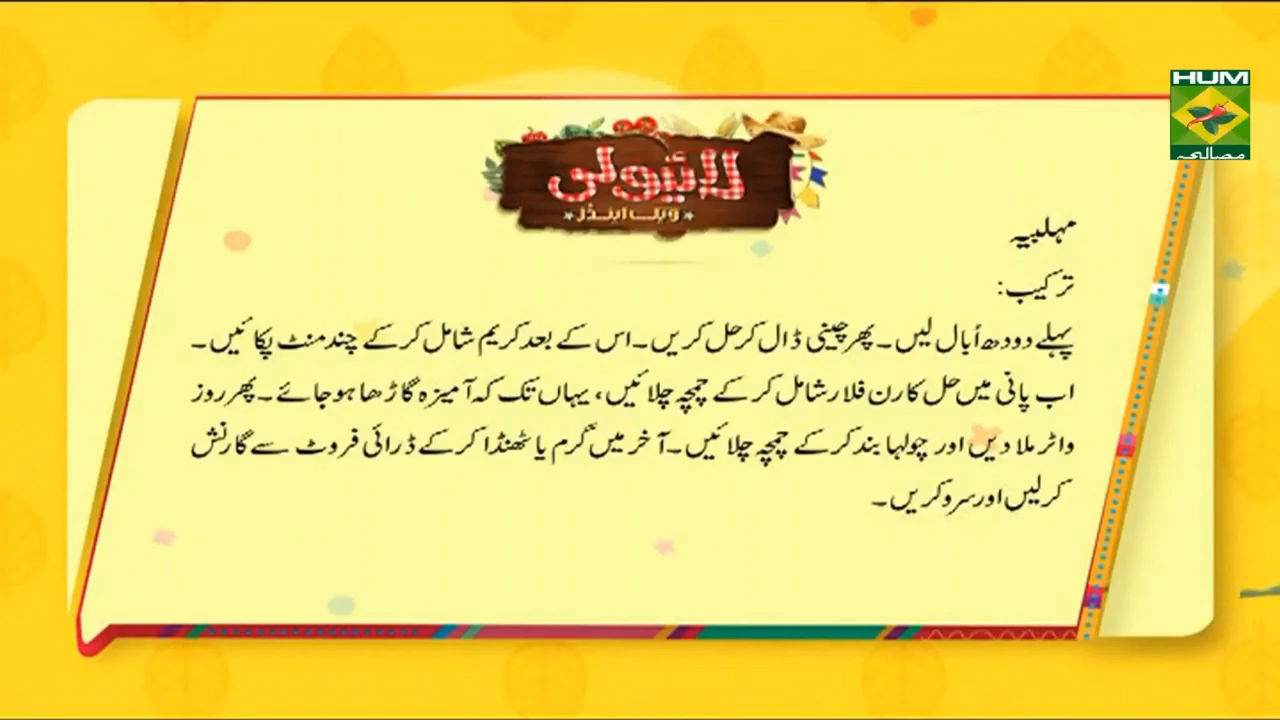 HUM
مصالحہ
لائیولی
ویک اینڈز
مہلبیہ
ترکیب:
پہلے دودھ اُبال لیں۔ پھر چینی ڈال کر حل کریں۔ اس کے بعد کریم شامل کر کے چند منٹ پکائیں۔
اب پانی میں حل کارن فلار شامل کر کے چمچہ چلائیں، یہاں تک کہ آمیزہ گاڑھا ہو جائے۔ پھر روز
واٹر ملا دیں اور چولہا بند کر کے چمچہ چلائیں۔ آخر میں گرم یا ٹھنڈا کر کے ڈرائی فروٹ سے گارنش
کر لیں اور سرو کریں۔